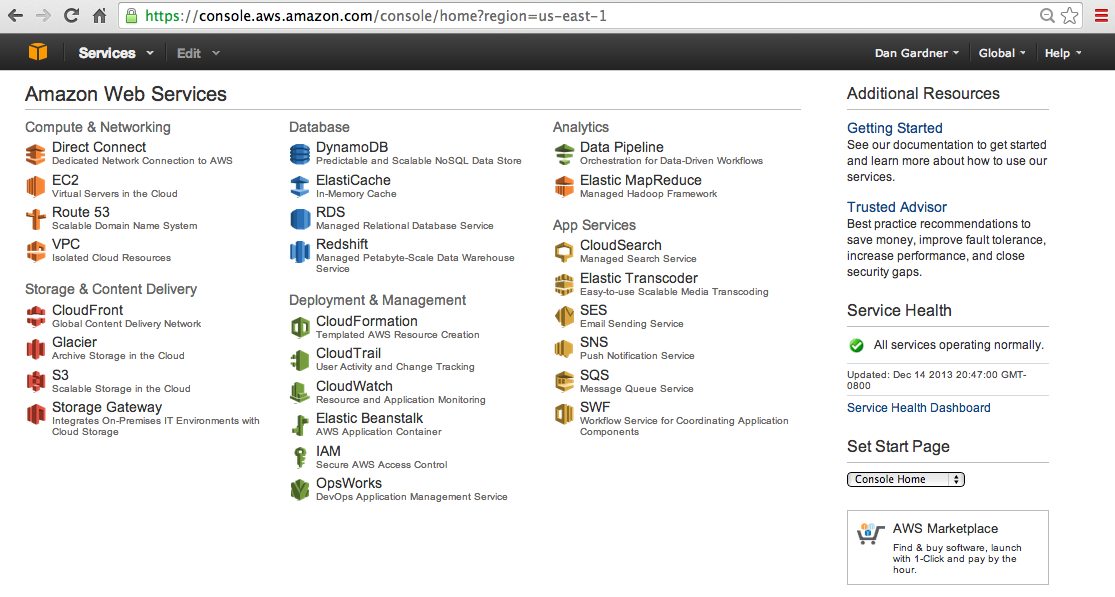 https://console.aws.amazon.com/console/home?region=us-east-1
Services
Edit
Dan Gardner
Global
Help
Amazon Web Services
Compute & Networking
Direct Connect
Dedicated Network Connection to AWS
EC2
Virtual Servers in the Cloud
Route 53
Scalable Domain Name System
VPC
Isolated Cloud Resources
Storage & Content Delivery
CloudFront
Global Content Delivery Network
Glacier
Archive Storage in the Cloud
S3
Scalable Storage in the Cloud
Storage Gateway
Integrates On-Premises IT Environments with
Cloud Storage
Database
DynamoDB
Predictable and Scalable NoSQL Data Store
ElastiCache
In-Memory Cache
RDS
Managed Relational Database Service
Redshift
Managed Petabyte-Scale Data Warehouse
Service
Deployment & Management
CloudFormation
Templated AWS Resource Creation
CloudTrail
User Activity and Change Tracking
CloudWatch
Resource and Application Monitoring
Elastic Beanstalk
AWS Application Container
IAM
Secure AWS Access Control
OpsWorks
DevOps Application Management Service
Analytics
Data Pipeline
Orchestration for Data-Driven Workflows
Elastic MapReduce
Managed Hadoop Framework
App Services
CloudSearch
Managed Search Service
Elastic Transcoder
Easy-to-use Scalable Media Transcoding
SES
Email Sending Service
SNS
Push Notification Service
SQS
Message Queue Service
SWF
Workflow Service for Coordinating Application
Components
Additional Resources
Getting Started
See our documentation to get started
and learn more about how to use our
services.
Trusted Advisor
Best practice recommendations to
save money, improve fault tolerance,
increase performance, and close
security gaps.
Service Health
All services operating normally.
Updated: Dec 14 2013 20:47:00 GMT-
0800
Service Health Dashboard
Set Start Page
Console Home
AWS Marketplace
Find & buy software, launch
with 1-Click and pay by the
hour.